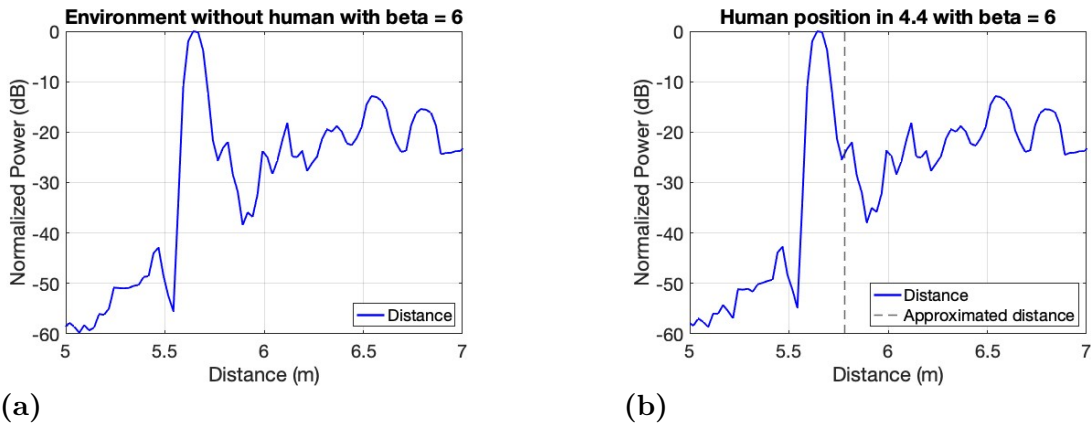 Environment without human with beta = 6
0
-10
-20
-30
-40
-50
-60
Normalized Power (dB)
5
5.5
6
6.5
7
Distance (m)
Distance
(a)
Human position in 4.4 with beta = 6
0
-10
-20
-30
-40
-50
-60
Normalized Power (dB)
5
5.5
6
6.5
7
Distance (m)
Distance
Approximated distance
(b)